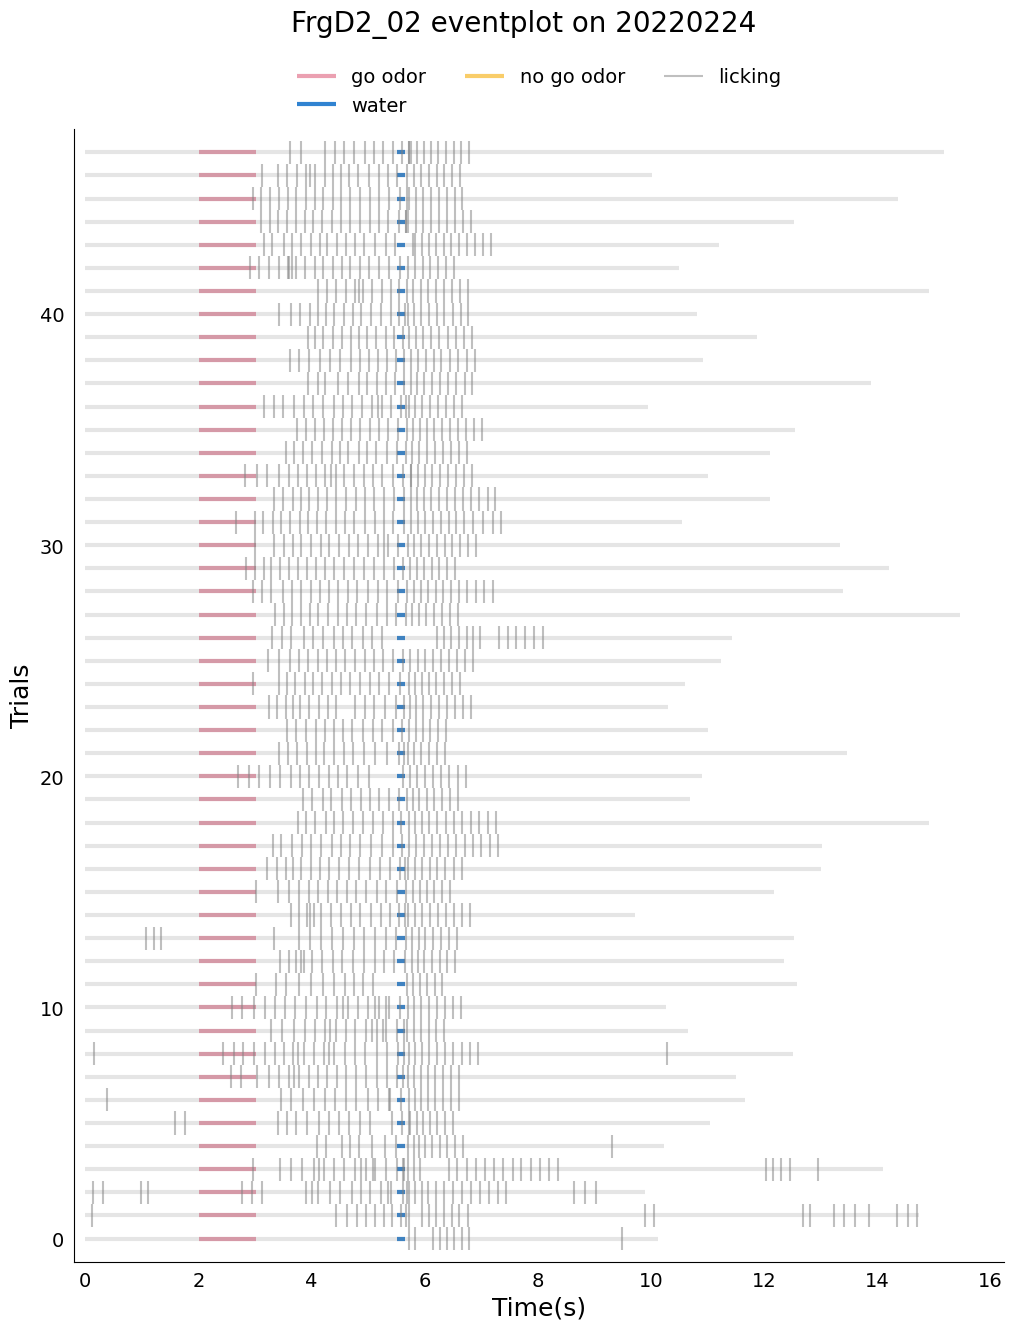 FrgD2_02 eventplot on 20220224
go odor
no go odor
licking
water
Trials
40
30
20
10
0
0 2 4 6 8 10 12 14 16
Time(s)